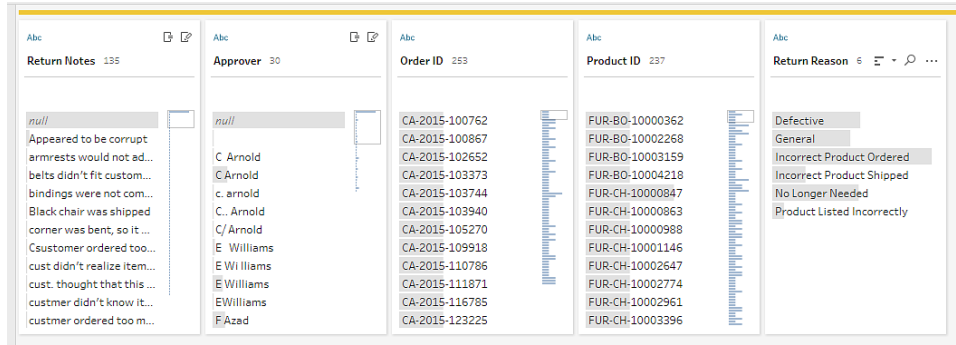 Abc
Return Notes 135
null
Appeared to be corrupt
armrests would not ad...
belts didn't fit custom...
bindings were not com...
Black chair was shipped
corner was bent, so it ...
Csustomer ordered too...
cust didn't realize item...
cust. thought that this ...
custmer didn't know it...
custmer ordered too m...
Abc
Approver 30
null
C Arnold
C Arnold
c. arnold
C.. Arnold
C/ Arnold
E  Williams
E Wi lliams
E Williams
EWilliams
F Azad
Abc
Order ID 253
CA-2015-100762
CA-2015-100867
CA-2015-102652
CA-2015-103373
CA-2015-103744
CA-2015-103940
CA-2015-105270
CA-2015-109918
CA-2015-110786
CA-2015-111871
CA-2015-116785
CA-2015-123225
Abc
Product ID 237
FUR-BO-10000362
FUR-BO-10002268
FUR-BO-10003159
FUR-BO-10004218
FUR-CH-10000847
FUR-CH-10000863
FUR-CH-10000988
FUR-CH-10001146
FUR-CH-10002647
FUR-CH-10002774
FUR-CH-10002961
FUR-CH-10003396
Abc
Return Reason 6 ...
Defective
General
Incorrect Product Ordered
Incorrect Product Shipped
No Longer Needed
Product Listed Incorrectly